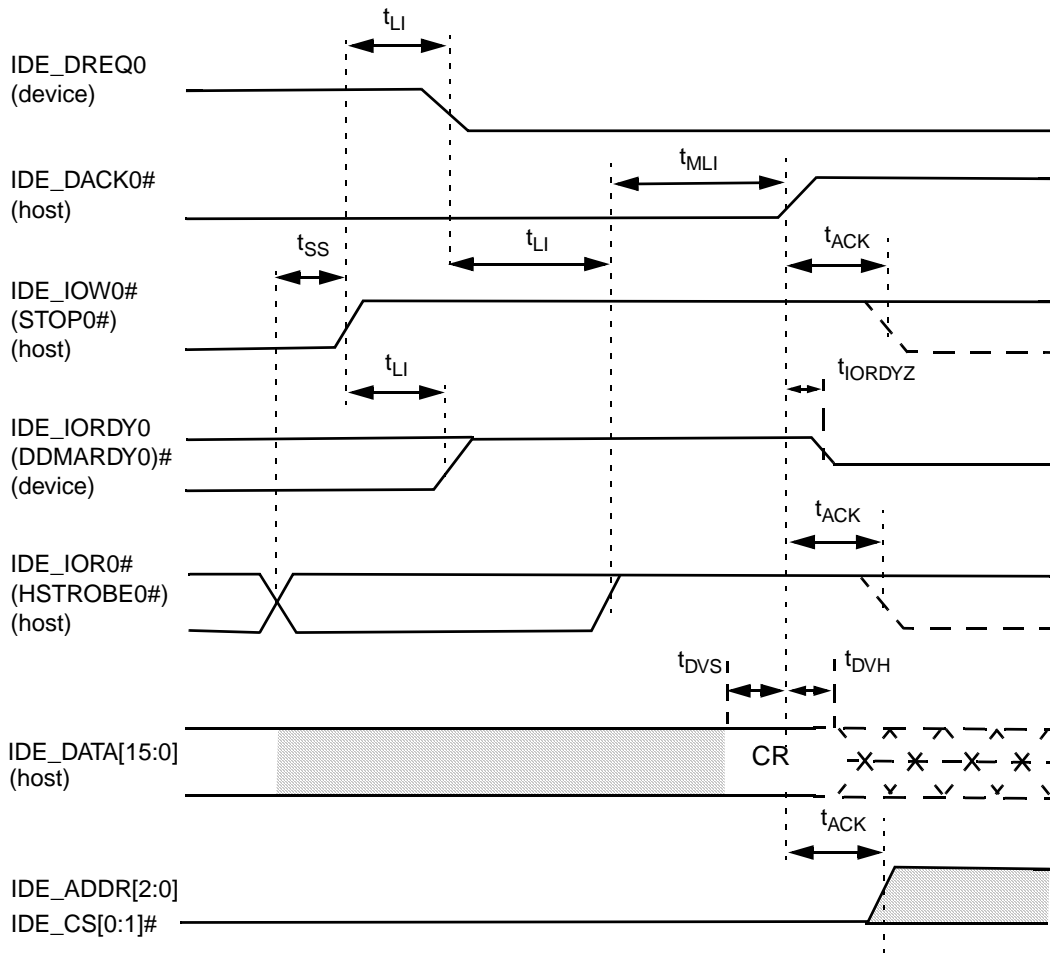 tLI
IDE_DREQ0
(device)
tMLI
IDE_DACK0#
(host)
tSS
tLI
tACK
IDE_IOW0#
(STOP0#)
(host)
tLI
tIORDYZ
IDE_IORDY0
(DDMARDY0)#
(device)
tACK
IDE_IOR0#
(HSTROBE0#)
(host)
tDVS
tDVH
IDE_DATA[15:0]
(host)
CR
tACK
IDE_ADDR[2:0]
IDE_CS[0:1]#